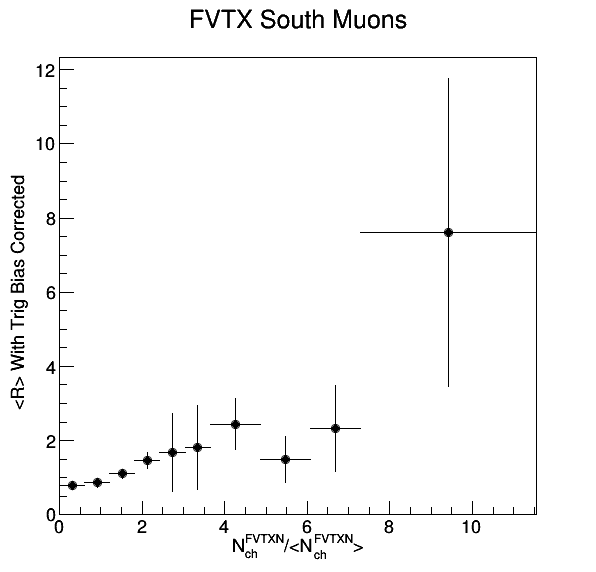 FVTX South Muons
<R> With Trig Bias Corrected
12
10
8
6
4
2
0
0 2 4 6 8 10
N_ch^FVTXN/<N_ch^FVTXN>